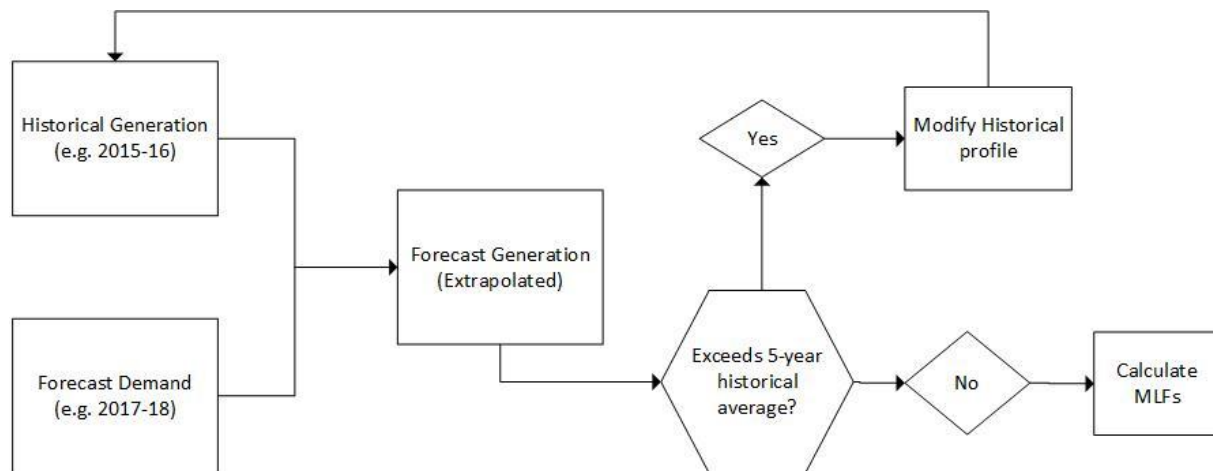 Historical Generation
(e.g. 2015-16)
Forecast Demand
(e.g. 2017-18)
Forecast Generation
(Extrapolated)
Exceeds 5-year
historical
average?
Yes
Modify Historical
profile
No
Calculate
MLFs